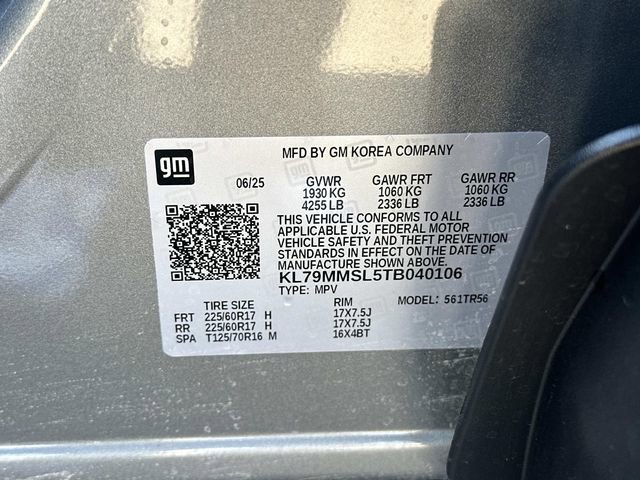 gm
MFD BY GM KOREA COMPANY
06/25 GVWR GAWR FRT GAWR RR
1930 KG 1060 KG 1060 KG
4255 LB 2336 LB 2336 LB
THIS VEHICLE CONFORMS TO ALL
APPLICABLE U.S. FEDERAL MOTOR
VEHICLE SAFETY AND THEFT PREVENTION
STANDARDS IN EFFECT ON THE DATE OF
MANUFACTURE SHOWN ABOVE.
KL79MMSL5TB040106
TYPE: MPV MODEL: 561TR56
TIRE SIZE RIM
FRT 225/60R17 H 17X7.5J
RR 225/60R17 H 17X7.5J
SPA T125/70R16 M 16X4BT